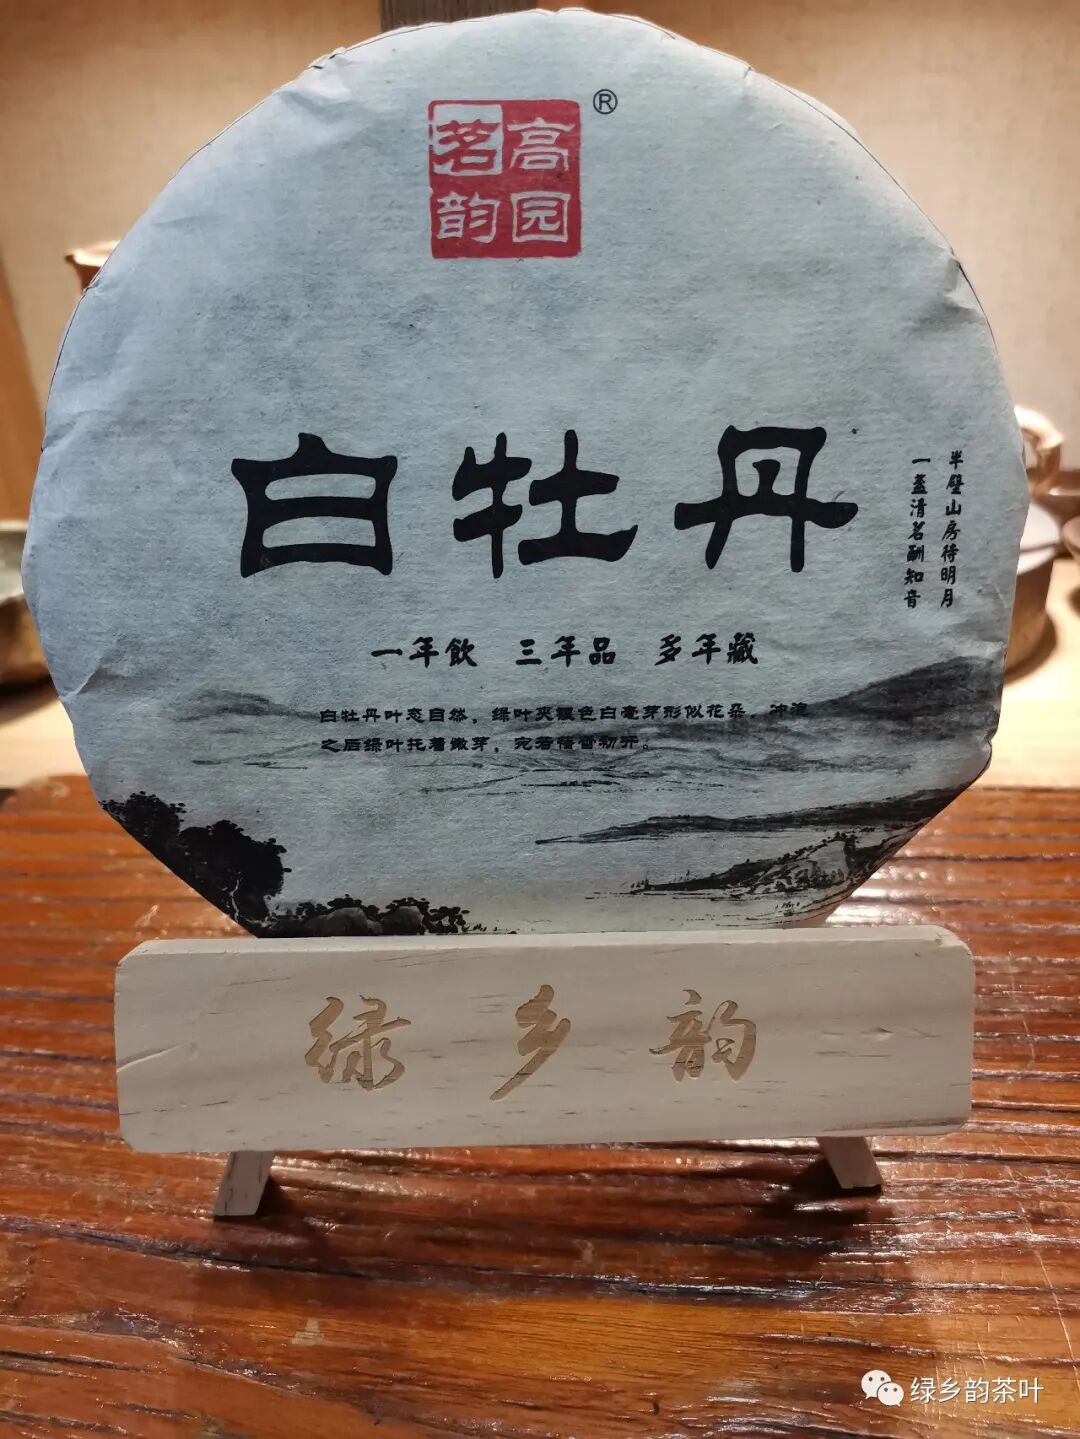 高园
茗韵
®
白牡丹
半壁山房待明月
一盏清茗酬知音
一年飲 三年品 多年藏
白牡丹叶态自然，绿叶夹银色白毫芽形似花朵，冲泡
之后绿叶托着嫩芽，宛若蓓蕾初开。
绿乡韵
绿乡韵茶叶